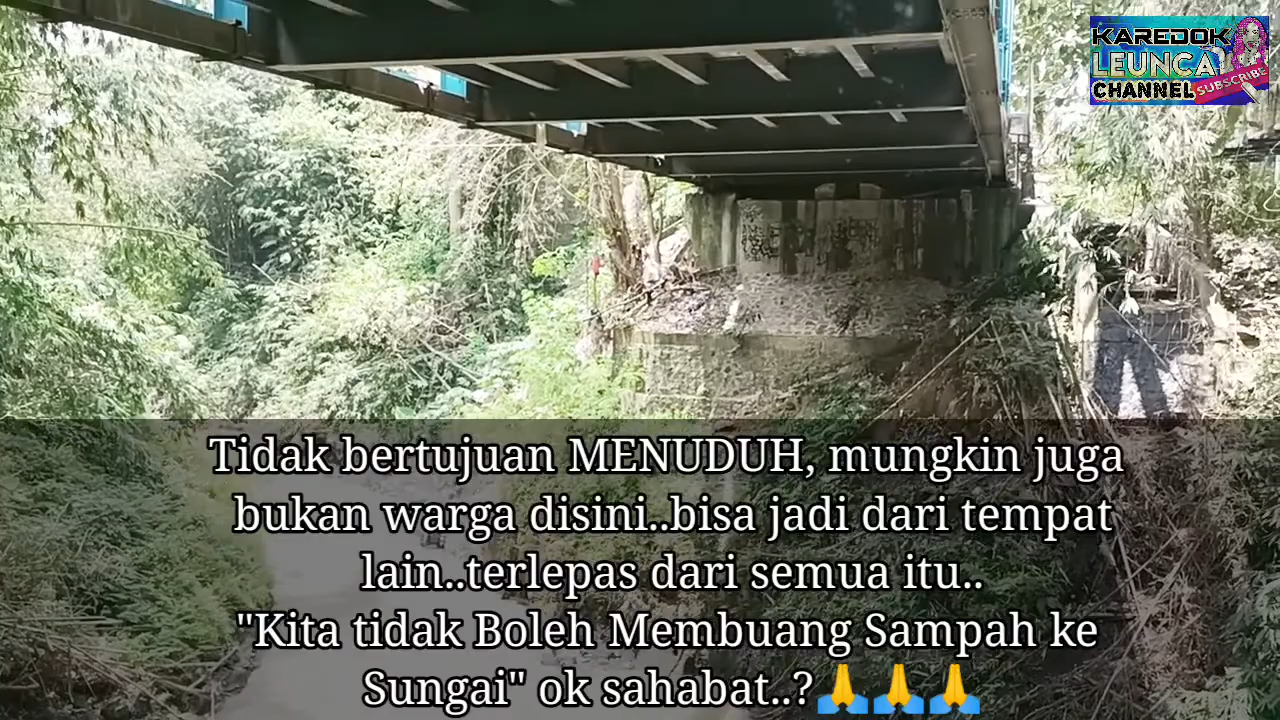 KAREDOK
LEUNCA
CHANNEL
SUBSCRIBE
Tidak bertujuan MENUDUH, mungkin juga
bukan warga disini..bisa jadi dari tempat
lain..terlepas dari semua itu..
"Kita tidak Boleh Membuang Sampah ke
Sungai" ok sahabat..?🙏🙏🙏